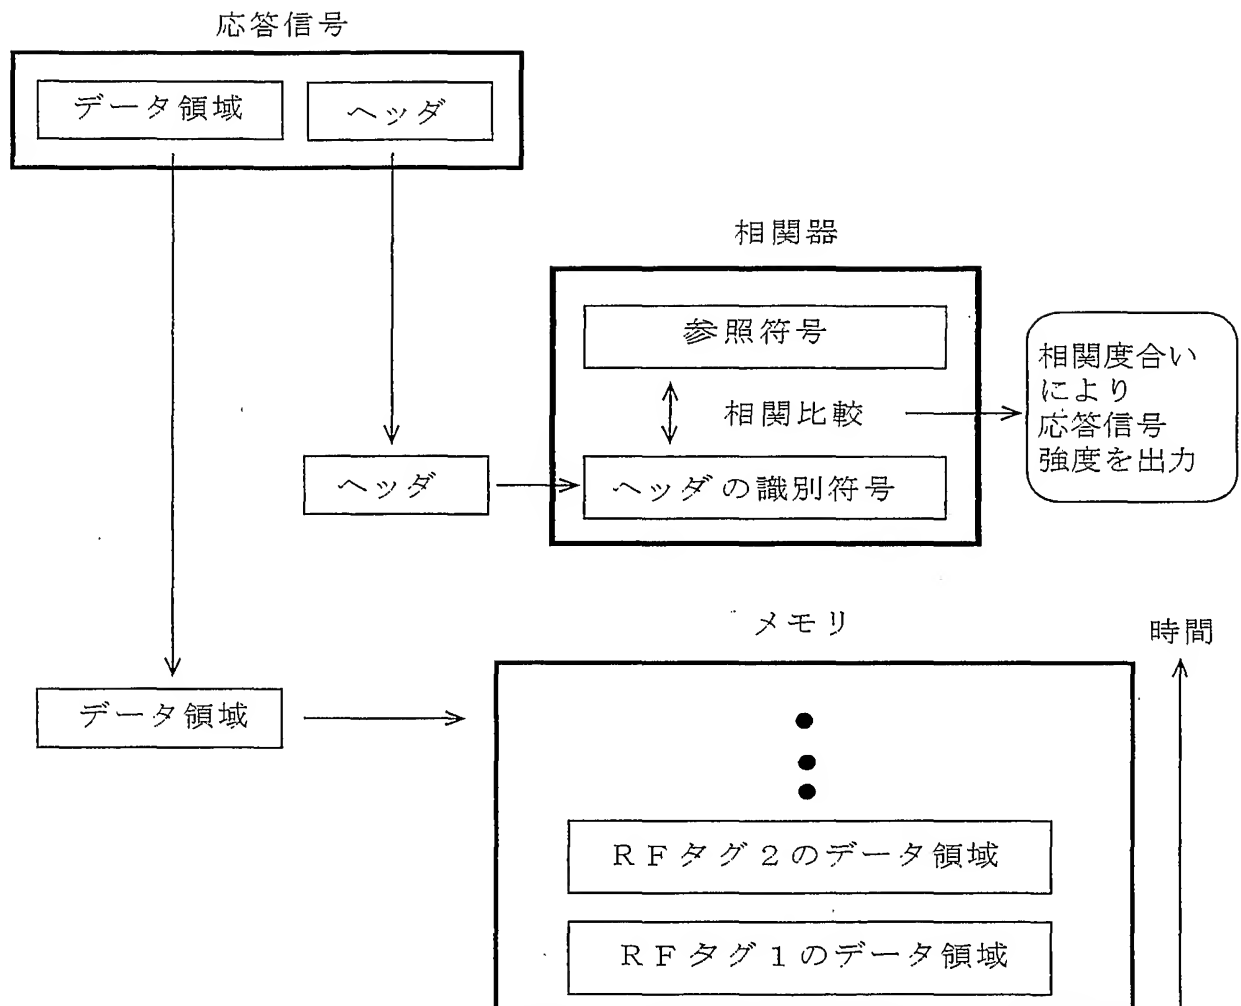 応答信号
データ領域
ヘッダ
相関器
参照符号
相関比較
相関度合い
により
応答信号
強度を出力
ヘッダ
ヘッダの識別符号
メモリ
時間
データ領域
RFタグ2のデータ領域
RFタグ1のデータ領域